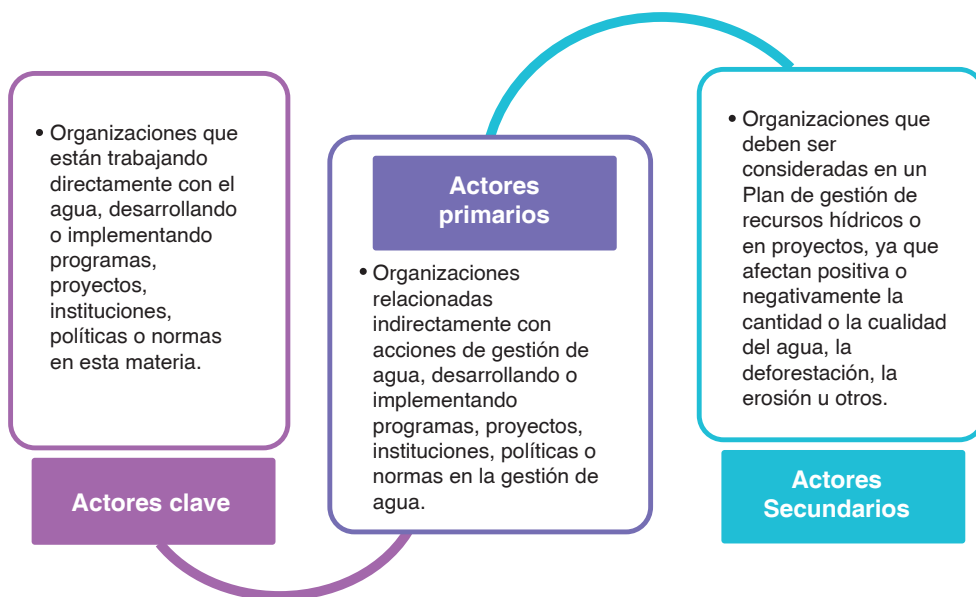 • Organizaciones que
están trabajando
directamente con el
agua, desarrollando
o implementando
programas,
proyectos,
instituciones,
políticas o normas
en esta materia.
Actores clave
Actores
primarios
• Organizaciones
relacionadas
indirectamente con
acciones de gestión de
agua, desarrollando o
implementando
programas, proyectos,
instituciones, políticas o
normas en la gestión de
agua.
• Organizaciones que
deben ser
consideradas en un
Plan de gestión de
recursos hídricos o
en proyectos, ya que
afectan positiva o
negativamente la
cantidad o la cualidad
del agua, la
deforestación, la
erosión u otros.
Actores
Secundarios